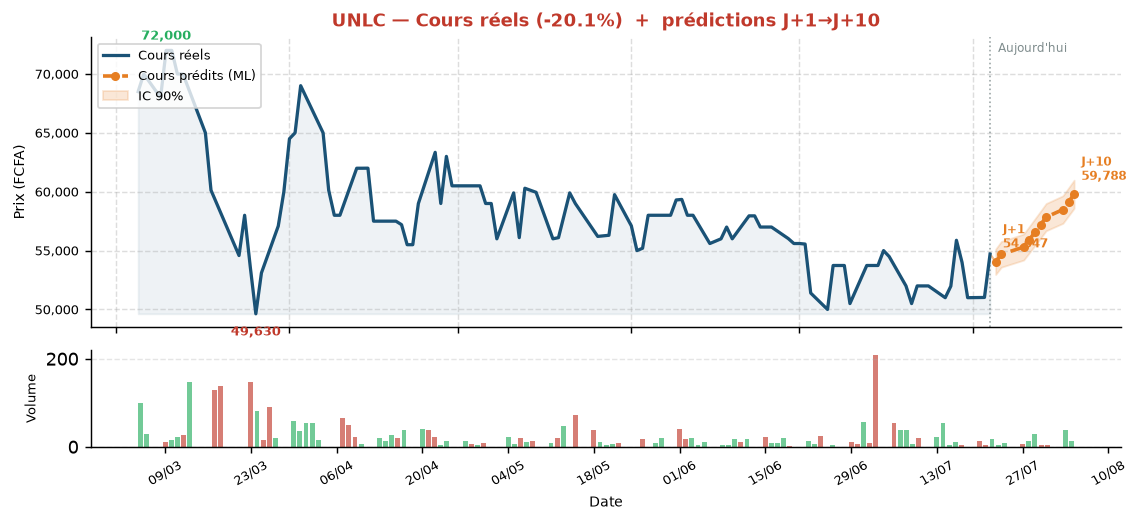 UNLC — Cours réels (-20.1%)  +  prédictions J+1→J+10
72,000
Cours réels
Cours prédits (ML)
IC 90%
Aujourd'hui
70,000
65,000
60,000
55,000
50,000
Prix (FCFA)
J+10
59,788
J+1
49,630
200
0
Volume
09/03
23/03
06/04
20/04
04/05
18/05
01/06
15/06
29/06
13/07
27/07
10/08
Date